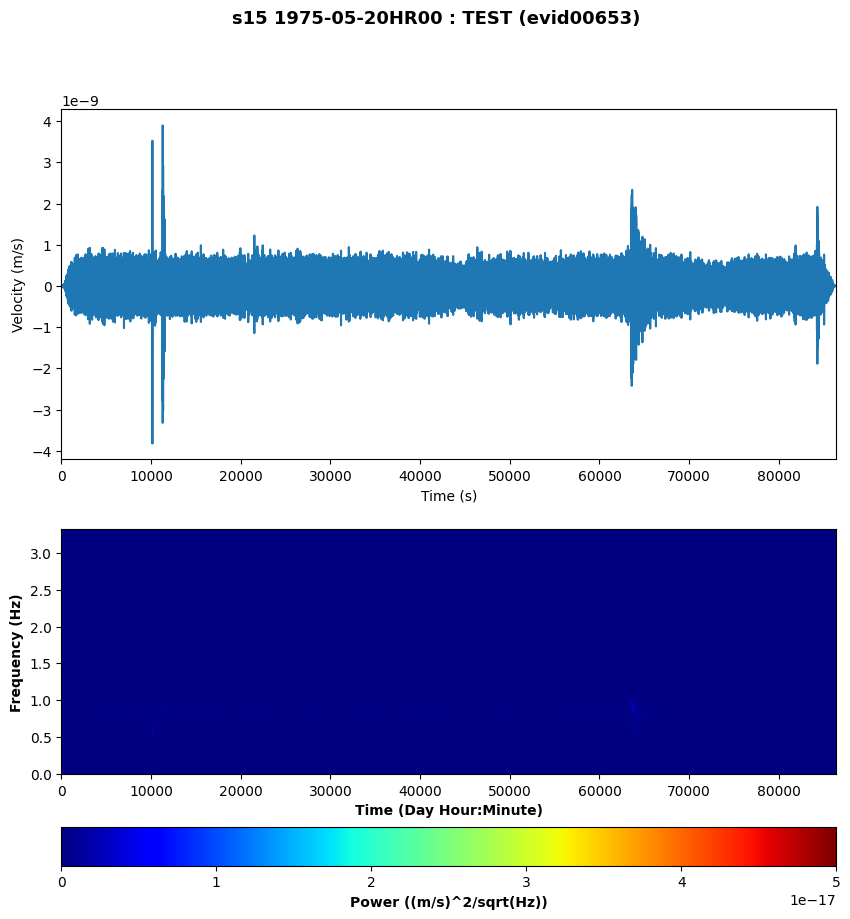 s15 1975-05-20HR00 : TEST (evid00653)
1e−9
4
3
2
1
0
−1
−2
−3
−4
Velocity (m/s)
0 10000 20000 30000 40000 50000 60000 70000 80000
Time (s)
3.0
2.5
2.0
1.5
1.0
0.5
0.0
Frequency (Hz)
0 10000 20000 30000 40000 50000 60000 70000 80000
Time (Day Hour:Minute)
0 1 2 3 4 5
1e−17
Power ((m/s)^2/sqrt(Hz))